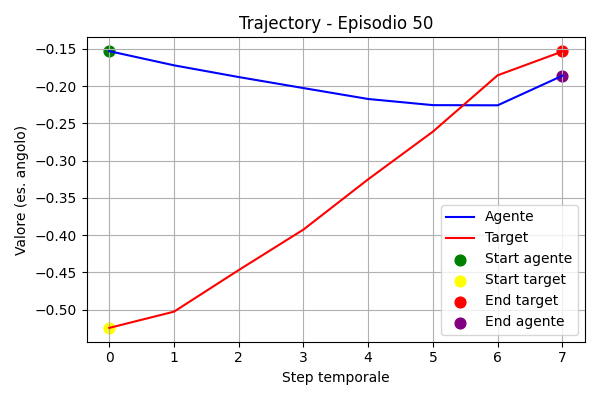 Trajectory - Episodio 50
Valore (es. angolo)
−0.15
−0.20
−0.25
−0.30
−0.35
−0.40
−0.45
−0.50
Agente
Target
Start agente
Start target
End target
End agente
0 1 2 3 4 5 6 7
Step temporale